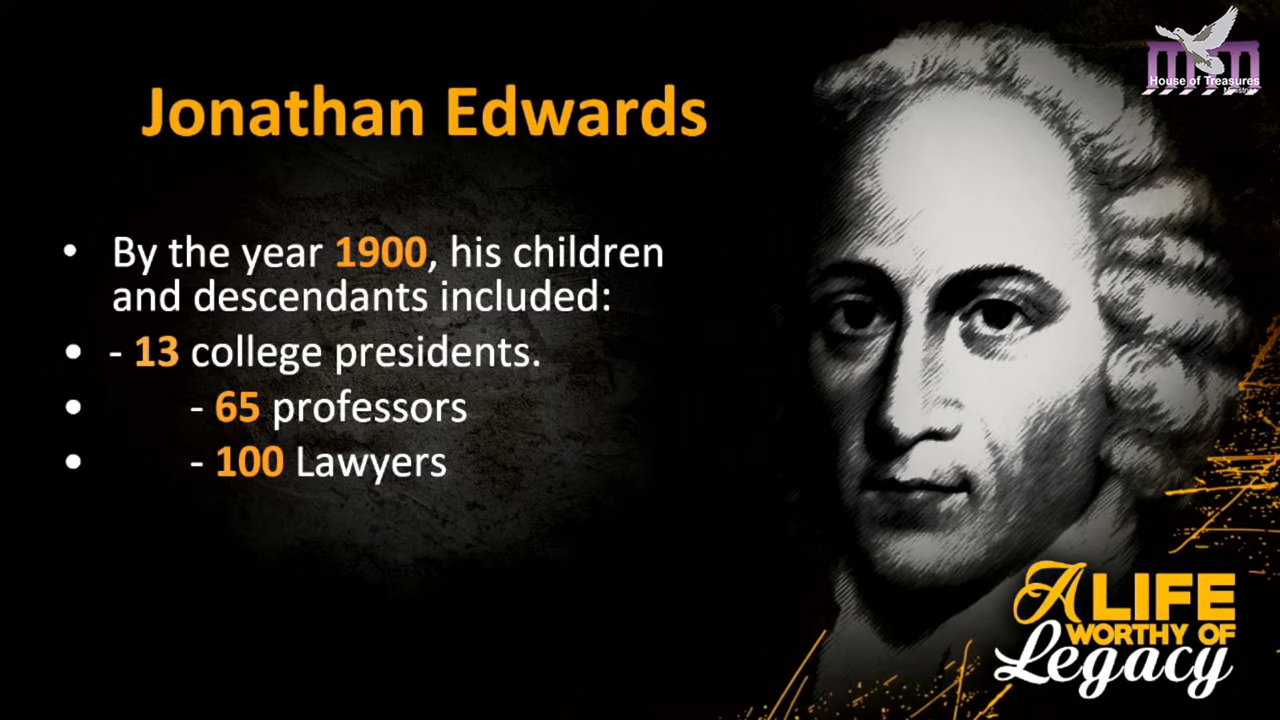 House of Treasures
Ministries
Jonathan Edwards
• By the year 1900, his children
and descendants included:
• - 13 college presidents.
• - 65 professors
• - 100 Lawyers
A LIFE
WORTHY OF
Legacy